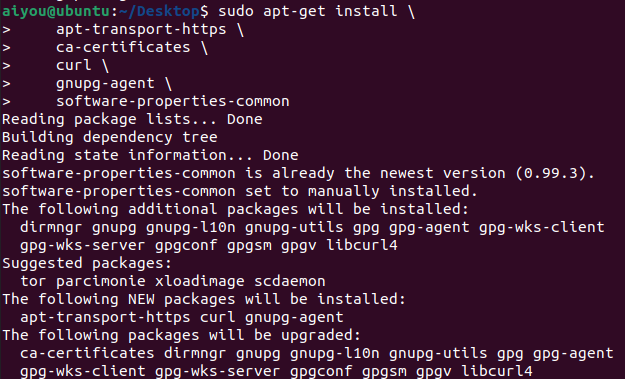 aiyou@ubuntu:~/Desktop$ sudo apt-get install \
>     apt-transport-https \
>     ca-certificates \
>     curl \
>     gnupg-agent \
>     software-properties-common
Reading package lists... Done
Building dependency tree
Reading state information... Done
software-properties-common is already the newest version (0.99.3).
software-properties-common set to manually installed.
The following additional packages will be installed:
  dirmngr gnupg gnupg-l10n gnupg-utils gpg gpg-agent gpg-wks-client
  gpg-wks-server gpgconf gpgsm gpgv libcurl4
Suggested packages:
  tor parcimonie xloadimage scdaemon
The following NEW packages will be installed:
  apt-transport-https curl gnupg-agent
The following packages will be upgraded:
  ca-certificates dirmngr gnupg gnupg-l10n gnupg-utils gpg gpg-agent
  gpg-wks-client gpg-wks-server gpgconf gpgsm gpgv libcurl4